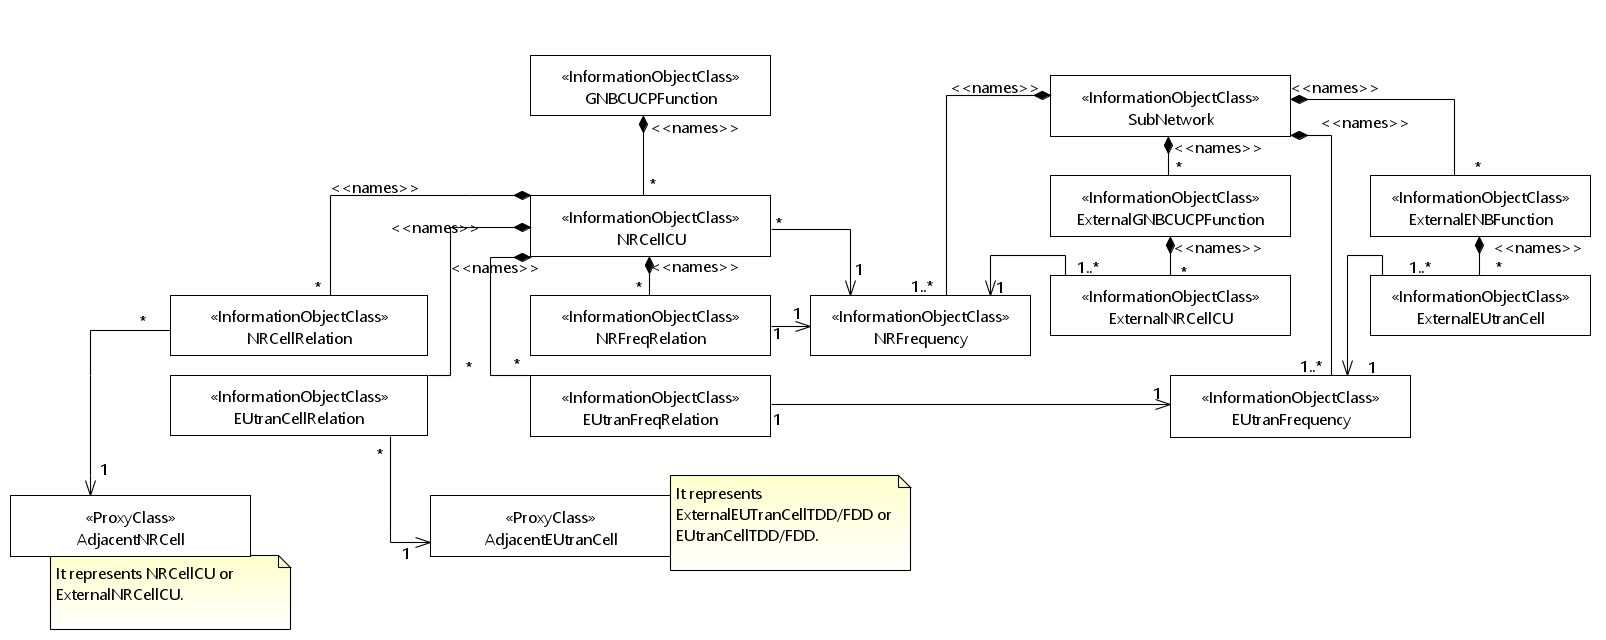 «InformationObjectClass»
GNBCUCPFunction
<<names>>
*
<<names>>
*
«InformationObjectClass»
NRCellCU
<<names>>
*
<<names>>
*
<<names>>
*
*
1
«InformationObjectClass»
NRCellRelation
*
1
«InformationObjectClass»
NRFreqRelation
1
1
«InformationObjectClass»
NRFrequency
«InformationObjectClass»
EUtranCellRelation
*
1
«InformationObjectClass»
EUtranFreqRelation
1
1
«InformationObjectClass»
SubNetwork
<<names>>
1..*
<<names>>
*
<<names>>
*
<<names>>
1..*
«InformationObjectClass»
ExternalGNBCUCPFunction
<<names>>
*
«InformationObjectClass»
ExternalENBFunction
<<names>>
*
1..*
1
«InformationObjectClass»
ExternalNRCellCU
1..*
1
«InformationObjectClass»
ExternalEUtranCell
«InformationObjectClass»
EUtranFrequency
«ProxyClass»
AdjacentNRCell
It represents NRCellCU or
ExternalNRCellCU.
«ProxyClass»
AdjacentEUtranCell
It represents
ExternalEUTranCellTDD/FDD or
EUtranCellTDD/FDD.